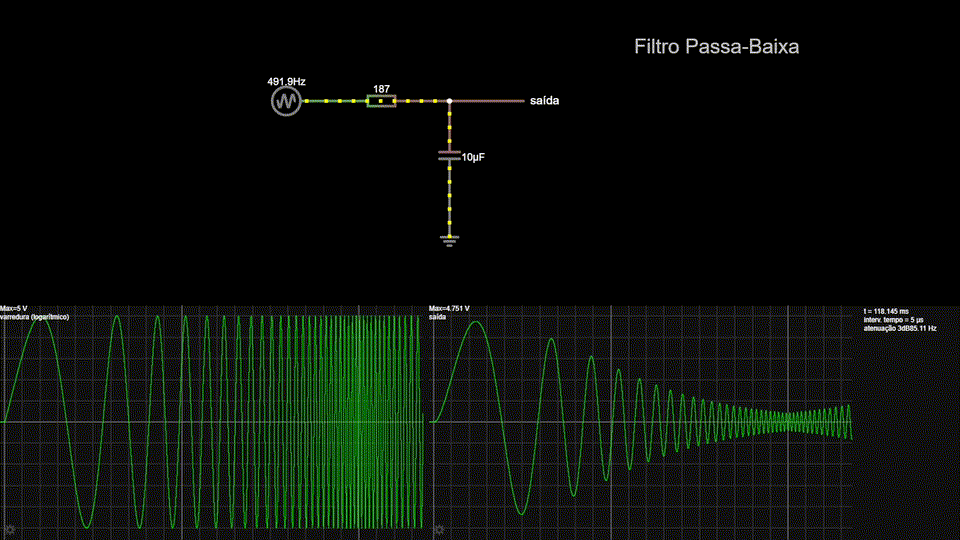 Filtro Passa-Baixa
491.9Hz
187
saída
10µF
Max=5 V
varredura (logarítmico)
Max=4.751 V
saída
t = 118.145 ms
interv. tempo = 5 µs
atenuação 3dB85.11 Hz